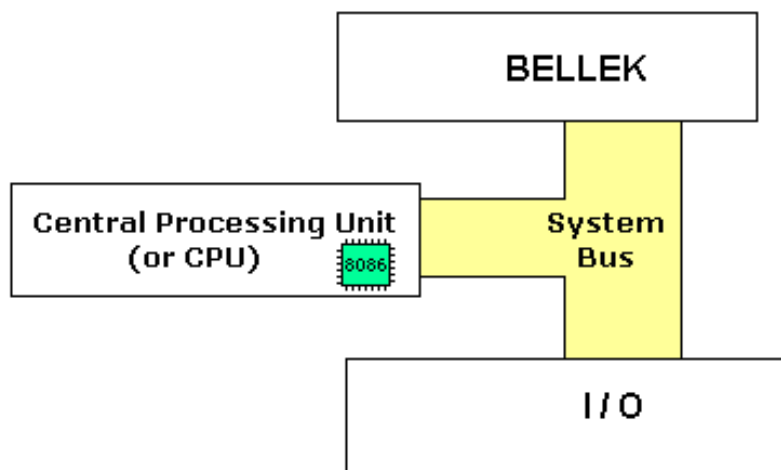 BELLEK
Central Processing Unit
(or CPU)
8086
System
Bus
I / O